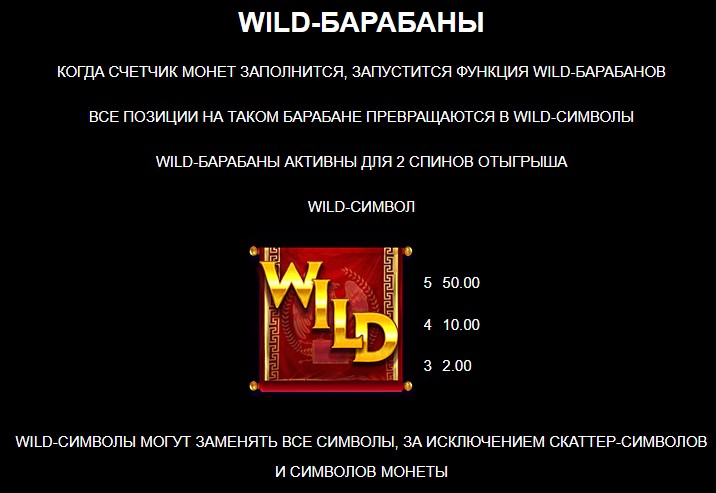 WILD-БАРАБАНЫ
КОГДА СЧЕТЧИК МОНЕТ ЗАПОЛНИТСЯ, ЗАПУСТИТСЯ ФУНКЦИЯ WILD-БАРАБАНОВ
ВСЕ ПОЗИЦИИ НА ТАКОМ БАРАБАНЕ ПРЕВРАЩАЮТСЯ В WILD-СИМВОЛЫ
WILD-БАРАБАНЫ АКТИВНЫ ДЛЯ 2 СПИНОВ ОТЫГРЫША
WILD-СИМВОЛ
WILD
5 50.00
4 10.00
3 2.00
WILD-СИМВОЛЫ МОГУТ ЗАМЕНЯТЬ ВСЕ СИМВОЛЫ, ЗА ИСКЛЮЧЕНИЕМ СКАТТЕР-СИМВОЛОВ
И СИМВОЛОВ МОНЕТЫ